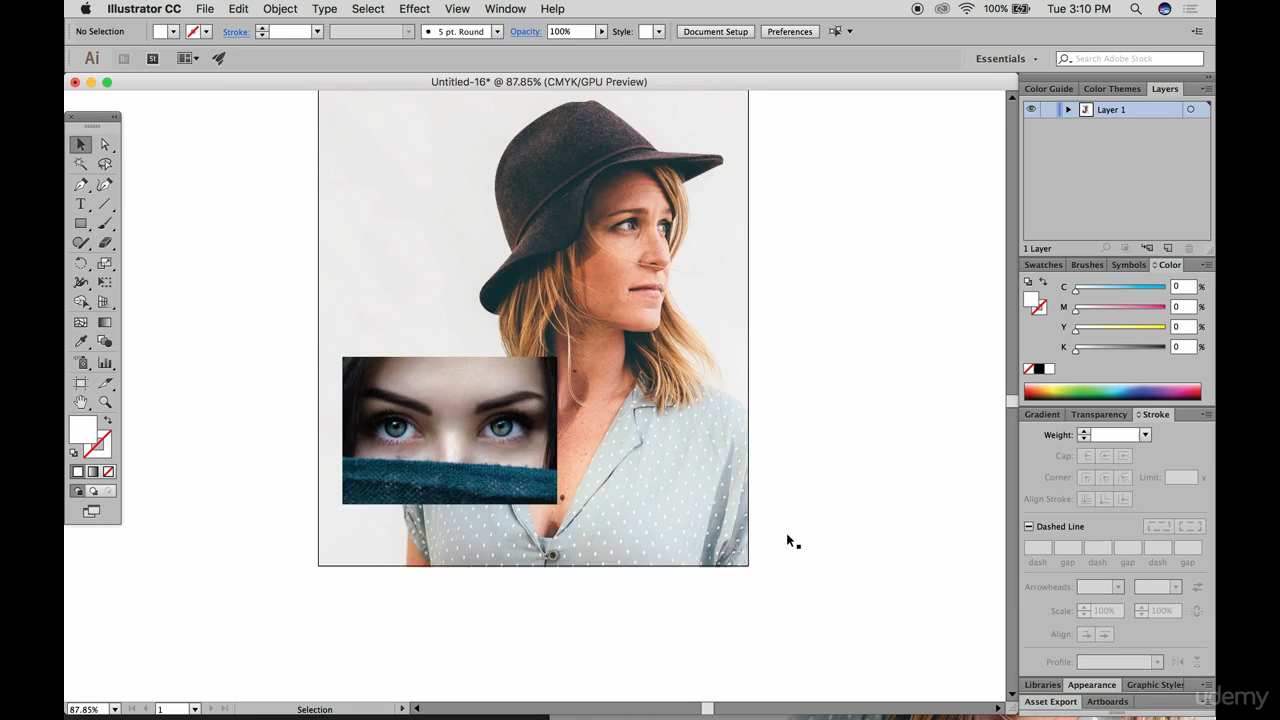 Illustrator CC File Edit Object Type Select Effect View Window Help 100% Tue 3:10 PM
No Selection Stroke: 5 pt. Round Opacity: 100% Style: Document Setup Preferences
Ai Br St Essentials Search Adobe Stock
Untitled-16* @ 87.85% (CMYK/GPU Preview)
Color Guide Color Themes Layers
Layer 1
1 Layer
Swatches Brushes Symbols Color
C 0 %
M 0 %
Y 0 %
K 0 %
Gradient Transparency Stroke
Weight:
Cap:
Corner: Limit: x
Align Stroke:
Dashed Line
dash gap dash gap dash gap
Arrowheads:
Scale: 100% 100%
Align:
Profile:
Libraries Appearance Graphic Styles
Asset Export Artboards
87.85% 1 Selection
udemy